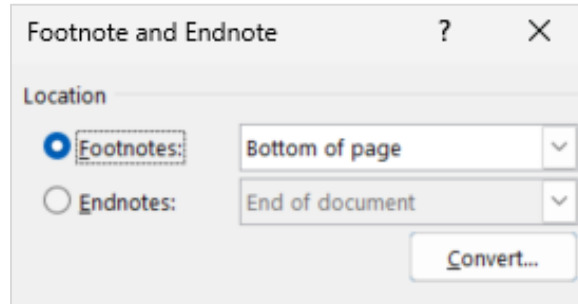 Footnote and Endnote ?
Location
Footnotes: Bottom of page
Endnotes: End of document
Convert...